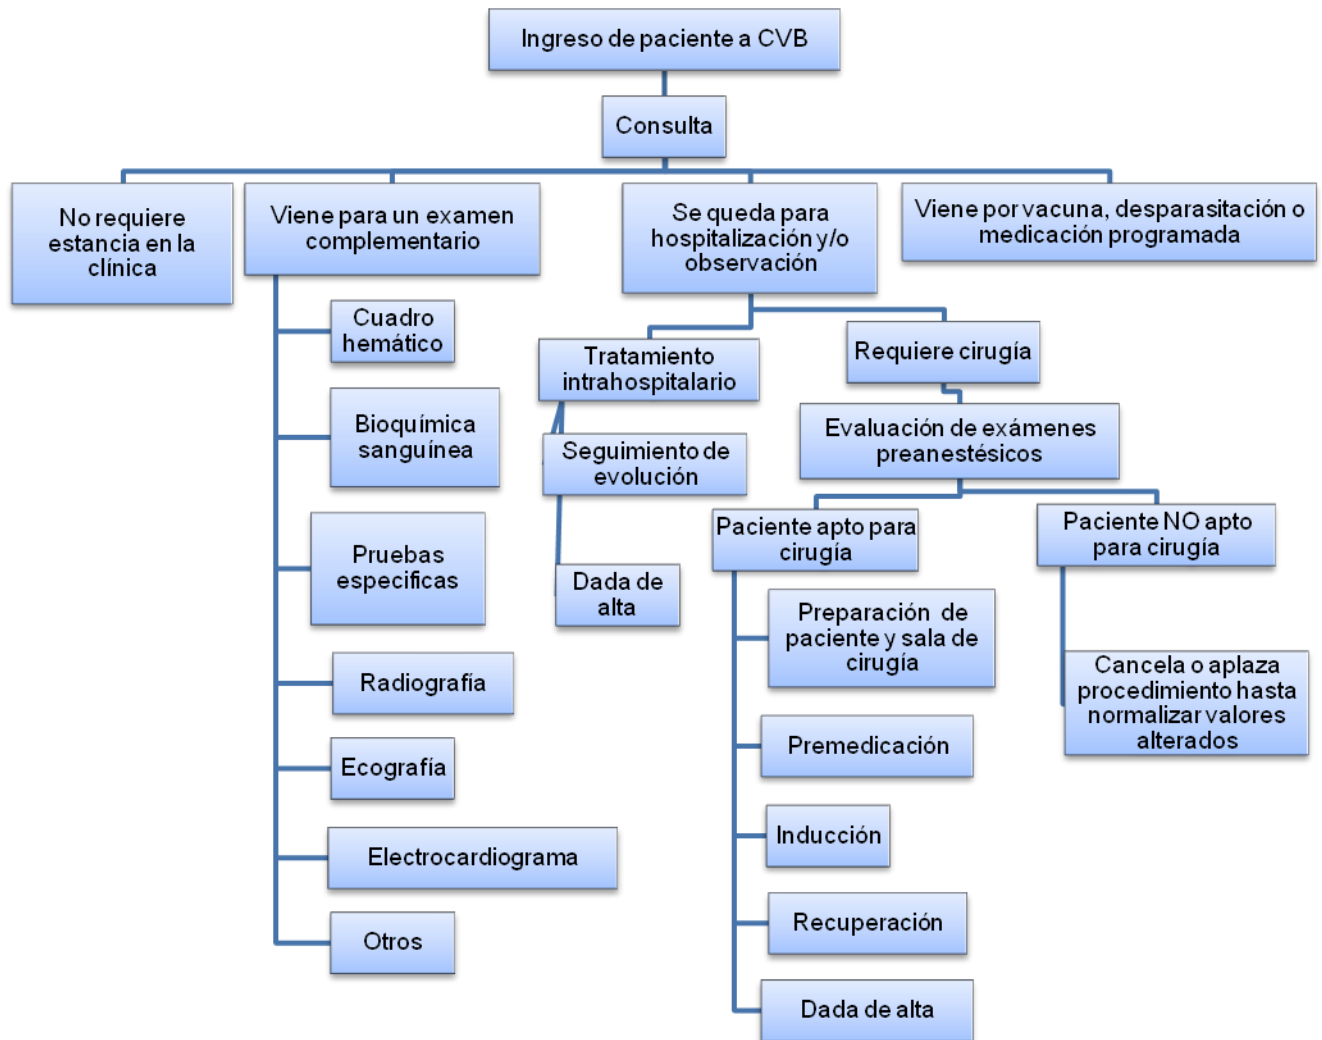 Ingreso de paciente a CVB
Consulta
No requiere
estancia en la
clínica
Viene para un examen
complementario
Se queda para
hospitalización y/o
observación
Viene por vacuna, desparasitación o
medicación programada
Cuadro
hemático
Bioquímica
sanguínea
Pruebas
especificas
Radiografía
Ecografía
Electrocardiograma
Otros
Tratamiento
intrahospitalario
Seguimiento de
evolución
Dada de
alta
Requiere cirugía
Evaluación de exámenes
preanestésicos
Paciente apto para
cirugía
Preparación de
paciente y sala de
cirugía
Premedicación
Inducción
Recuperación
Dada de alta
Paciente NO apto
para cirugía
Cancela o aplaza
procedimiento hasta
normalizar valores
alterados